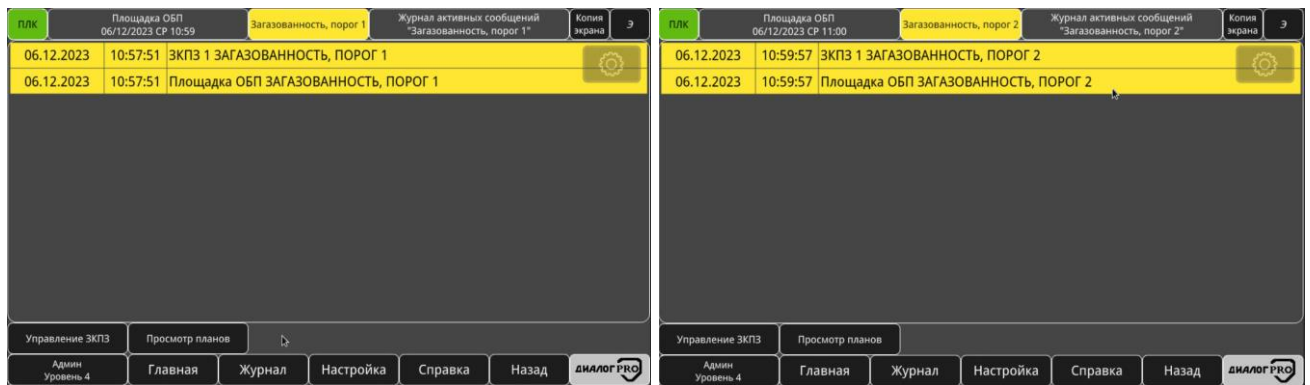 ПЛК
Площадка ОБП
06/12/2023 СР 10:59
Загазованность, порог 1
Журнал активных сообщений
"Загазованность, порог 1"
Копия
экрана
Э
06.12.2023 10:57:51 ЗКПЗ 1 ЗАГАЗОВАННОСТЬ, ПОРОГ 1
06.12.2023 10:57:51 Площадка ОБП ЗАГАЗОВАННОСТЬ, ПОРОГ 1
Управление ЗКПЗ Просмотр планов
Админ
Уровень 4
Главная Журнал Настройка Справка Назад ДИАЛОГ PRO
ПЛК
Площадка ОБП
06/12/2023 СР 11:00
Загазованность, порог 2
Журнал активных сообщений
"Загазованность, порог 2"
Копия
экрана
Э
06.12.2023 10:59:57 ЗКПЗ 1 ЗАГАЗОВАННОСТЬ, ПОРОГ 2
06.12.2023 10:59:57 Площадка ОБП ЗАГАЗОВАННОСТЬ, ПОРОГ 2
Управление ЗКПЗ Просмотр планов
Админ
Уровень 4
Главная Журнал Настройка Справка Назад ДИАЛОГ PRO